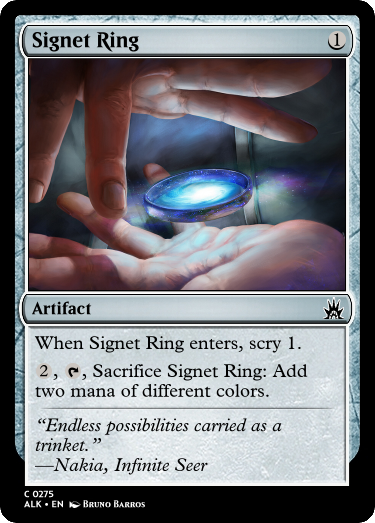 Signet Ring 1
Artifact
When Signet Ring enters, scry 1.
2, , Sacrifice Signet Ring: Add
two mana of different colors.
“Endless possibilities carried as a
trinket.”
—Nakia, Infinite Seer
C 0275
ALK • EN Bruno Barros